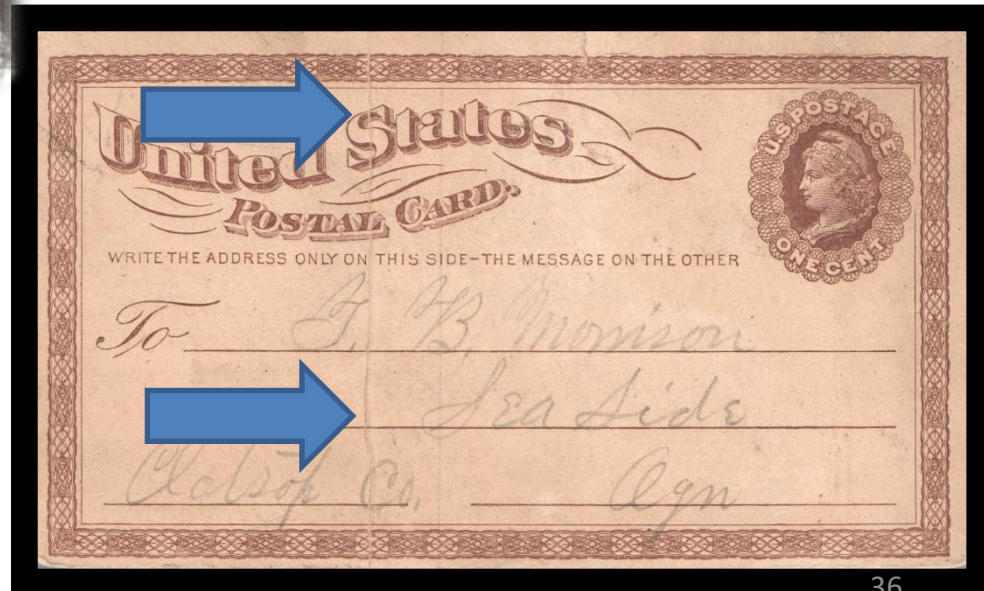 United States
POSTAL CARD.
U.S. POSTAGE
ONE CENT
WRITE THE ADDRESS ONLY ON THIS SIDE-THE MESSAGE ON THE OTHER
To J. B. Morrison
Sea Side
Clatsop Co. Ogn
36